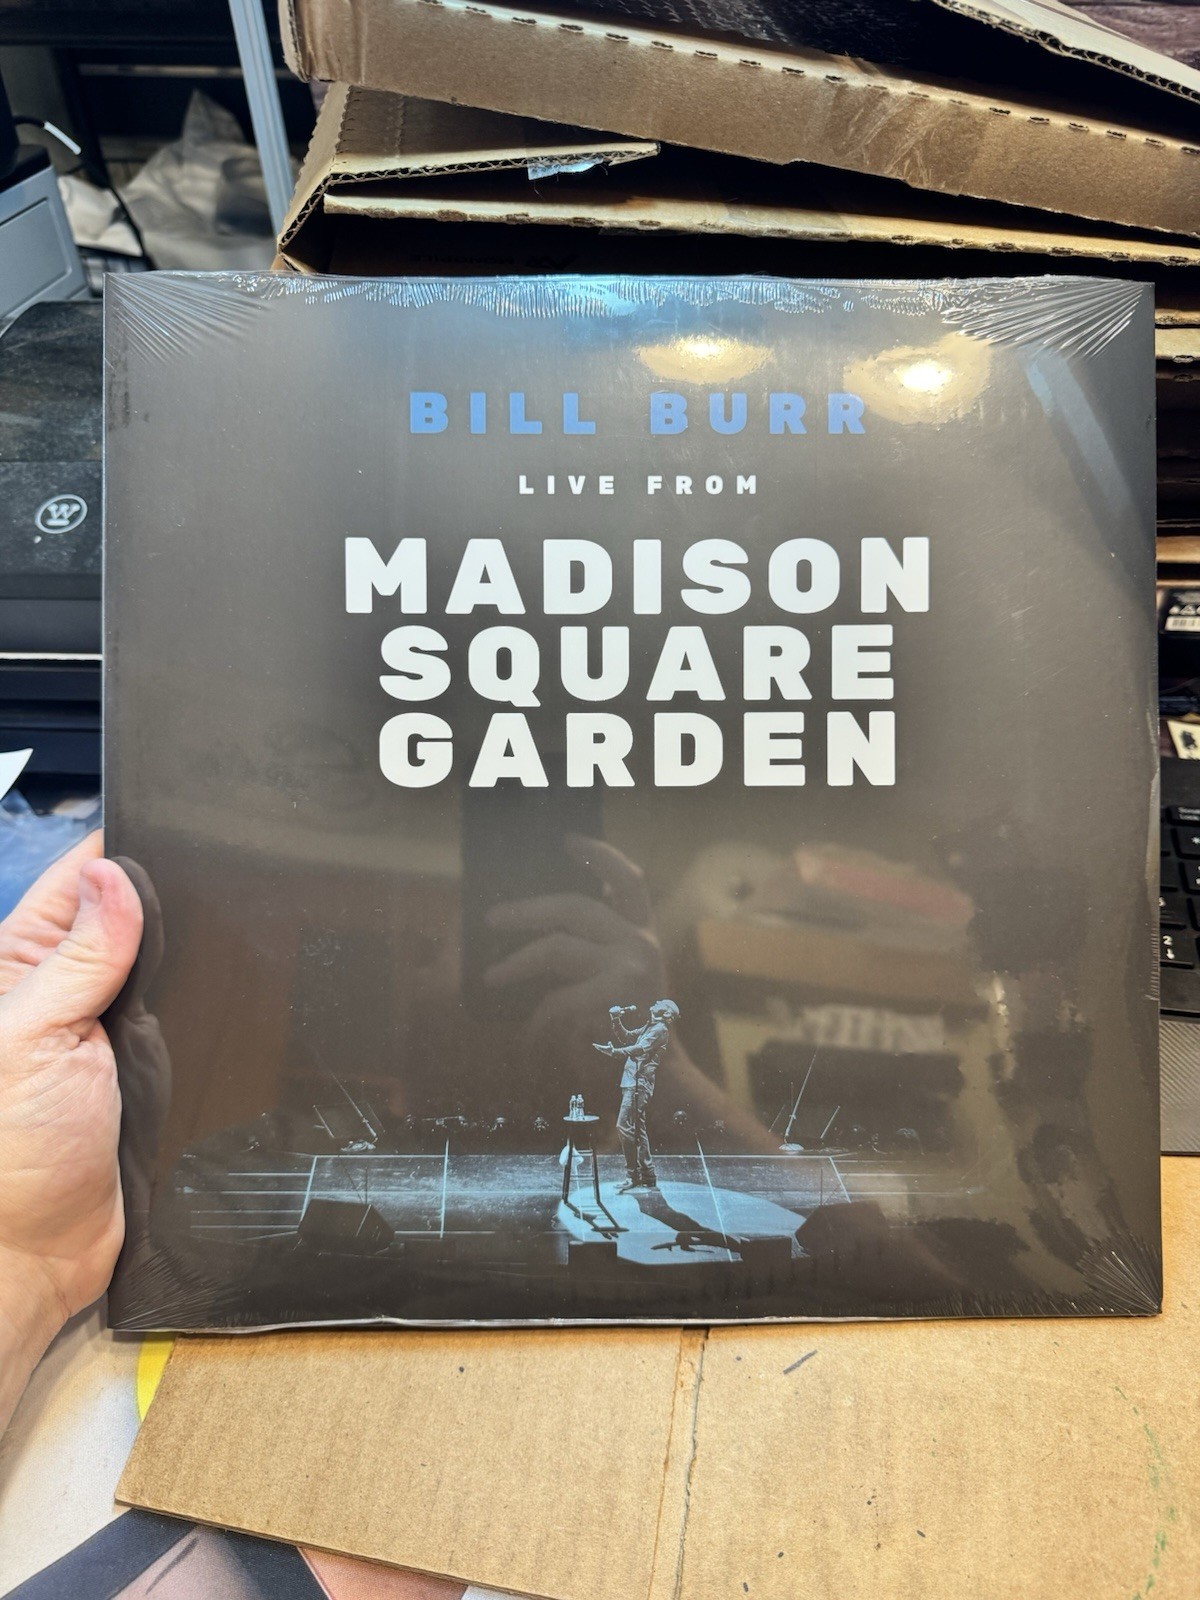 BILL BURR
LIVE FROM
MADISON
SQUARE
GARDEN